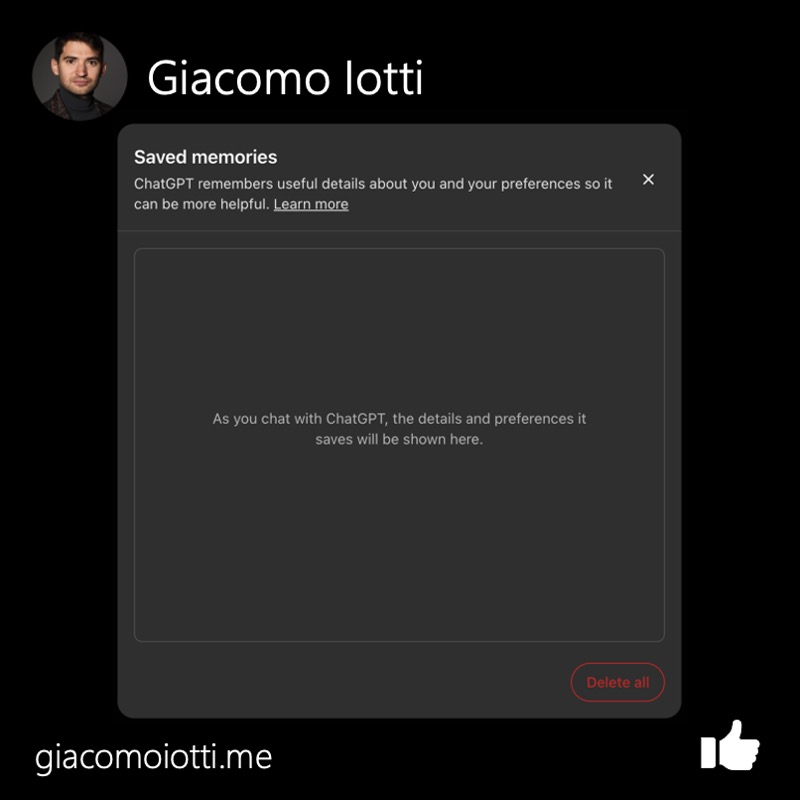 Giacomo Iotti
Saved memories
ChatGPT remembers useful details about you and your preferences so it
can be more helpful. Learn more
As you chat with ChatGPT, the details and preferences it
saves will be shown here.
Delete all
giacomoiotti.me